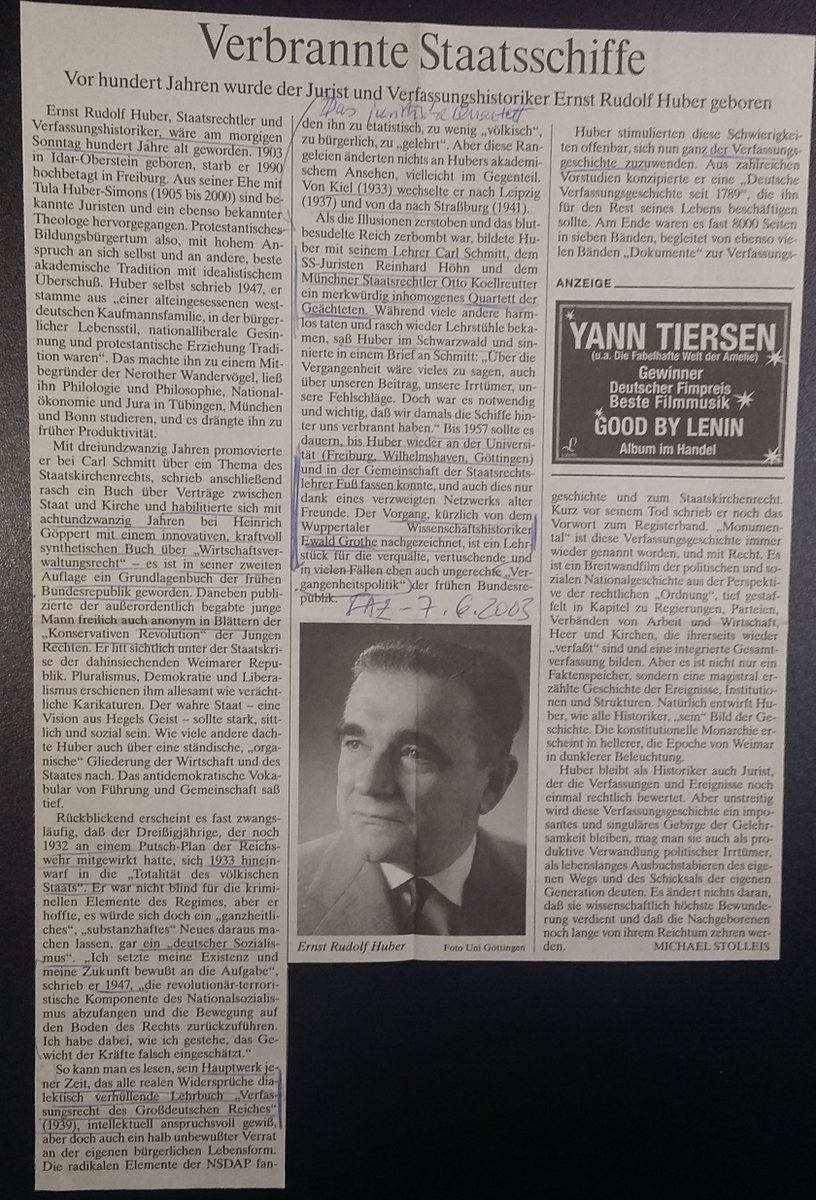 Verbrannte Staatsschiffe
Vor hundert Jahren wurde der Jurist und Verfassungshistoriker Ernst Rudolf Huber geboren
Ernst Rudolf Huber, Staatsrechtler und
Verfassungshistoriker, wäre am morgigen
Sonntag hundert Jahre alt geworden. 1903
in Idar-Oberstein geboren, starb er 1990
hochbetagt in Freiburg. Aus seiner Ehe mit
Tula Huber-Simons (1905 bis 2000) sind be-
kannte Juristen und ein ebenso bekannter
Theologe hervorgegangen. Protestantisches
Bildungsbürgertum also, mit hohem An-
spruch an sich selbst und an andere, beste
akademische Tradition mit idealistischem
Überschuß. Huber selbst schrieb 1947, er
stamme aus „einer alteingesessenen west-
deutschen Kaufmannsfamilie, in der bürger-
licher Lebensstil, nationalliberale Gesin-
nung und protestantische Erziehung Tradi-
tion waren“. Das machte ihn zu einem Mit-
begründer der Nerother Wandervögel, ließ
ihn Philologie und Philosophie, National-
ökonomie und Jura in Tübingen, München
und Bonn studieren, und es drängte ihn zu
früher Produktivität.
Mit dreiundzwanzig Jahren promovierte
er bei Carl Schmitt über ein Thema des
Staatskirchenrechts, schrieb anschließend
rasch ein Buch über Verträge zwischen
Staat und Kirche und habilitierte sich mit
achtundzwanzig Jahren bei Heinrich
Göppert mit einem innovativen, kraftvoll
synthetischen Buch über „Wirtschaftsver-
waltungsrecht“ – es ist in seiner zweiten
Auflage ein Grundlagenbuch der frühen
Bundesrepublik geworden. Daneben publi-
zierte der außerordentlich begabte junge
Mann freilich auch anonym in Blättern der
„Konservativen Revolution“ der Jungen
Rechten. Er litt sichtlich unter der Staatskri-
se der dahinsiechenden Weimarer Repu-
blik. Pluralismus, Demokratie und Libera-
lismus erschienen ihm allesamt wie verächt-
liche Karikaturen. Der wahre Staat – eine
Vision aus Hegels Geist – sollte stark, sitt-
lich und sozial sein. Wie viele andere dach-
te Huber auch über eine ständische, „orga-
nische“ Gliederung der Wirtschaft und des
Staates nach. Das antidemokratische Voka-
bular von Führung und Gemeinschaft saß
tief.
Rückblickend erscheint es fast zwangs-
läufig, daß der Dreißigjährige, der noch
1932 an einem Putsch-Plan der Reichs-
wehr mitgewirkt hatte, sich 1933 hinein-
warf in die „Totalität des völkischen
Staats“. Er war nicht blind für die krimi-
nellen Elemente des Regimes, aber er
hoffte, es würde sich doch ein „ganzheitli-
ches“, „substanzhaftes“ Neues daraus ma-
chen lassen, gar ein „deutscher Sozialis-
mus“. „Ich setzte meine Existenz und
meine Zukunft bewußt an die Aufgabe“,
schrieb er 1947, „die revolutionär-terrori-
stische Komponente des Nationalsozialis-
mus abzufangen und die Bewegung auf
den Boden des Rechts zurückzuführen.
Ich habe dabei, wie ich gestehe, das Ge-
wicht der Kräfte falsch eingeschätzt.“
So kann man es lesen, sein Hauptwerk je-
ner Zeit, das alle realen Widersprüche dia-
lektisch verhüllende Lehrbuch „Verfas-
sungsrecht des Großdeutschen Reiches“
(1939), intellektuell anspruchsvoll gewiß,
aber doch auch ein halb unbewußter Verrat
an der eigenen bürgerlichen Lebensform.
Die radikalen Elemente der NSDAP fan-
Das juristische Quartett
den ihn zu etatistisch, zu wenig „völkisch“,
zu bürgerlich, zu „gelehrt“. Aber diese Ran-
geleien änderten nichts an Hubers akademi-
schem Ansehen, vielleicht im Gegenteil.
Von Kiel (1933) wechselte er nach Leipzig
(1937) und von da nach Straßburg (1941).
Als die Illusionen zerstoben und das blut-
besudelte Reich zerbombt war, bildete Hu-
ber mit seinem Lehrer Carl Schmitt, dem
SS-Juristen Reinhard Höhn und dem
Münchner Staatsrechtler Otto Koellreutter
ein merkwürdig inhomogenes Quartett der
Geächteten. Während viele andere harm-
los taten und rasch wieder Lehrstühle beka-
men, saß Huber im Schwarzwald und sin-
nierte in einem Brief an Schmitt: „Über die
Vergangenheit wäre vieles zu sagen, auch
über unseren Beitrag, unsere Irrtümer, un-
sere Fehlschläge. Doch war es notwendig
und wichtig, daß wir damals die Schiffe hin-
ter uns verbrannt haben.“ Bis 1957 sollte es
dauern, bis Huber wieder an der Universi-
tät (Freiburg, Wilhelmshaven, Göttingen)
und in der Gemeinschaft der Staatsrechts-
lehrer Fuß fassen konnte, und auch dies nur
dank eines verzweigten Netzwerks alter
Freunde. Der Vorgang, kürzlich von dem
Wuppertaler Wissenschaftshistoriker
Ewald Grothe nachgezeichnet, ist ein Lehr-
stück für die verquälte, vertuschende und
in vielen Fällen eben auch ungerechte „Ver-
gangenheitspolitik“ der frühen Bundesre-
publik.
FAZ - 7.6.2003
Ernst Rudolf Huber
Foto Uni Göttingen
Huber stimulierten diese Schwierigkei-
ten offenbar, sich nun ganz der Verfassungs-
geschichte zuzuwenden. Aus zahlreichen
Vorstudien konzipierte er eine „Deutsche
Verfassungsgeschichte seit 1789“, die ihn
für den Rest seines Lebens beschäftigen
sollte. Am Ende waren es fast 8000 Seiten
in sieben Bänden, begleitet von ebenso vie-
len Bänden „Dokumente“ zur Verfassungs-
ANZEIGE
YANN TIERSEN
(u.a. Die Fabelhafte Welt der Amelie)
Gewinner
Deutscher Fimpreis
Beste Filmmusik
GOOD BY LENIN
Album im Handel
Labels
geschichte und zum Staatskirchenrecht.
Kurz vor seinem Tod schrieb er noch das
Vorwort zum Registerband. „Monumen-
tal“ ist diese Verfassungsgeschichte immer
wieder genannt worden, und mit Recht. Es
ist ein Breitwandfilm der politischen und so-
zialen Nationalgeschichte aus der Perspekti-
ve der rechtlichen „Ordnung“, tief gestaf-
felt in Kapitel zu Regierungen, Parteien,
Verbänden von Arbeit und Wirtschaft,
Heer und Kirchen, die ihrerseits wieder
„verfaßt“ sind und eine integrierte Gesamt-
verfassung bilden. Aber es ist nicht nur ein
Faktenspeicher, sondern eine magistral er-
zählte Geschichte der Ereignisse, Institutio-
nen und Strukturen. Natürlich entwirft Hu-
ber, wie alle Historiker, „sein“ Bild der Ge-
schichte. Die konstitutionelle Monarchie er-
scheint in hellerer, die Epoche von Weimar
in dunklerer Beleuchtung.
Huber bleibt als Historiker auch Jurist,
der die Verfassungen und Ereignisse noch
einmal rechtlich bewertet. Aber unstreitig
wird diese Verfassungsgeschichte ein impo-
santes und singuläres Gebirge der Gelehr-
samkeit bleiben, mag man sie auch als pro-
duktive Verwandlung politischer Irrtümer,
als lebenslanges Ausbuchstabieren des eige-
nen Wegs und des Schicksals der eigenen
Generation deuten. Es ändert nichts daran,
daß sie wissenschaftlich höchste Bewunde-
rung verdient und daß die Nachgeborenen
noch lange von ihrem Reichtum zehren wer-
den. MICHAEL STOLLEIS